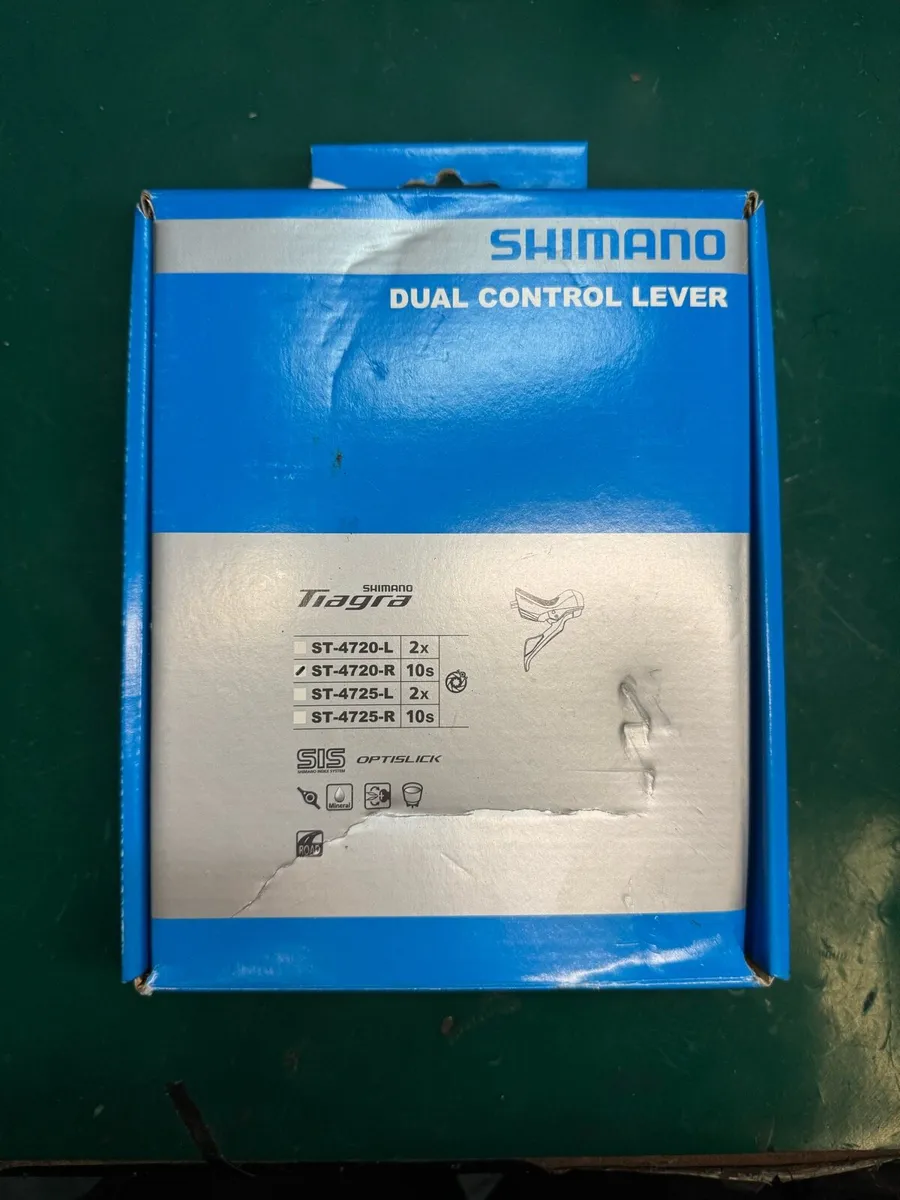 SHIMANO
DUAL CONTROL LEVER
SHIMANO
Tiagra
ST-4720-L 2x
ST-4720-R 10s
ST-4725-L 2x
ST-4725-R 10s
SIS OPTISLICK
SHIMANO INDEX SYSTEM
Mineral
ROAD